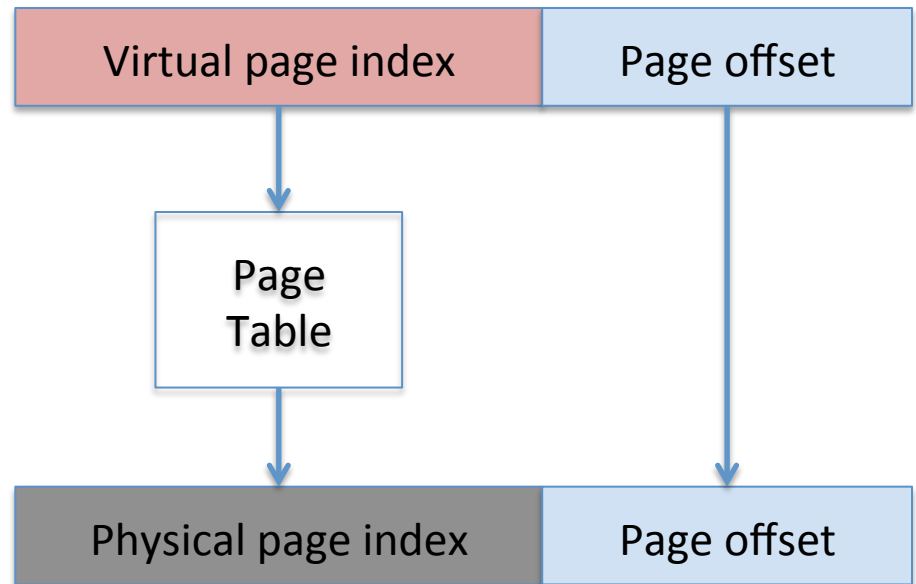 Virtual page index
Page offset
Page
Table
Physical page index
Page offset